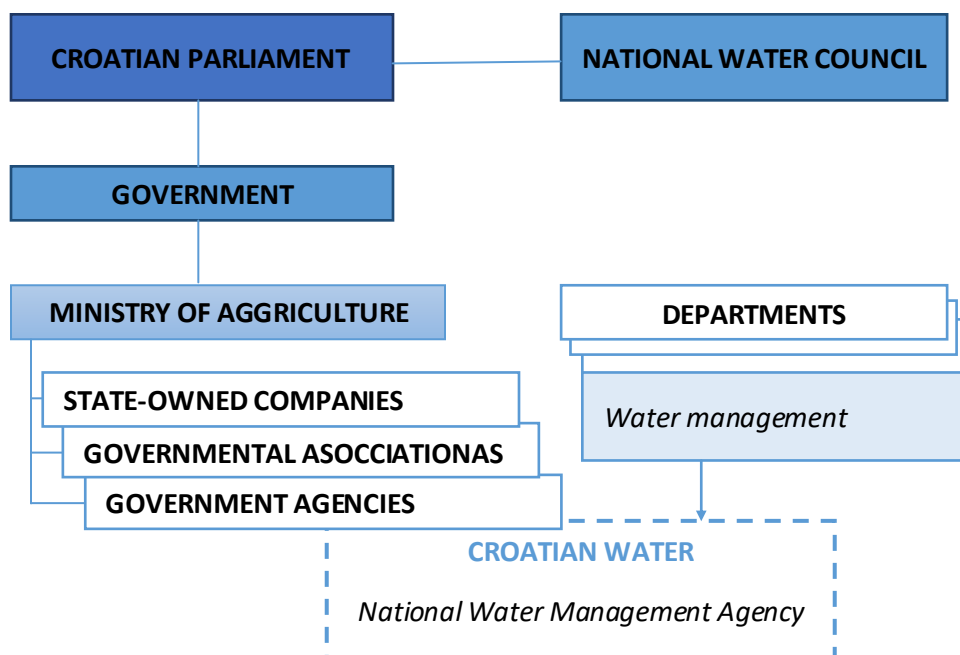 CROATIAN PARLIAMENT
NATIONAL WATER COUNCIL
GOVERNMENT
MINISTRY OF AGGRICULTURE
DEPARTMENTS
STATE-OWNED COMPANIES
Water management
GOVERNMENTAL ASOCCIATIONAS
GOVERNMENT AGENCIES
CROATIAN WATER
National Water Management Agency